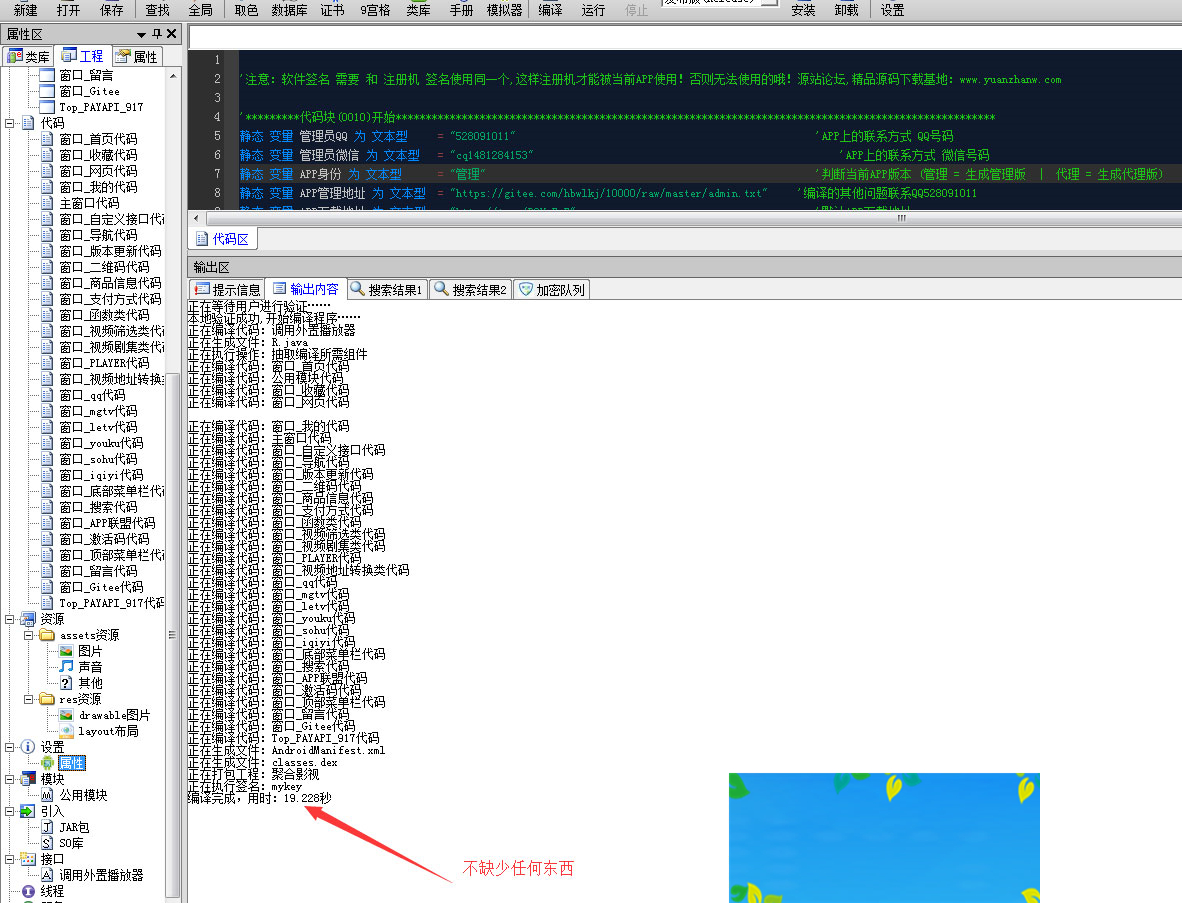 新建 打开 保存 查找 全局 取色 数据库 证书 9宫格 类库 手册 模拟器 编译 运行 停止 安装 卸载 设置
属性区
类库 工程 属性
窗口_留言
窗口_Gitee
Top_PAYAPI_917
代码
窗口_首页代码
窗口_收藏代码
窗口_网页代码
窗口_我的代码
主窗口代码
窗口_自定义接口代
窗口_导航代码
窗口_版本更新代码
窗口_二维码代码
窗口_商品信息代码
窗口_支付方式代码
窗口_函数类代码
窗口_视频筛选类代
窗口_视频剧集类代
窗口_PLAYER代码
窗口_视频地址转换
窗口_qq代码
窗口_mgtv代码
窗口_letv代码
窗口_youku代码
窗口_sohu代码
窗口_iqiyi代码
窗口_底部菜单栏代
窗口_搜索代码
窗口_APP联盟代码
窗口_激活码代码
窗口_顶部菜单栏代
窗口_留言代码
窗口_Gitee代码
Top_PAYAPI_917代码
资源
assets资源
图片
声音
其他
res资源
drawable图片
layout布局
设置
属性
模块
公用模块
引入
JAR包
SO库
接口
调用外置播放器
线程
1
2 '注意：软件签名 需要 和 注册机 签名使用同一个,这样注册机才能被当前APP使用！否则无法使用的哦！源站论坛,精品源码下载基地：www.yuanzhanw.com
3
4 '*********代码块(0010)开始****************************************************************************************************
5 静态 变量 管理员QQ 为 文本型 = "528091011" 'APP上的联系方式 QQ号码
6 静态 变量 管理员微信 为 文本型 = "cq1481284153" 'APP上的联系方式 微信号码
7 静态 变量 APP身份 为 文本型 = "管理" '判断当前APP版本（管理 = 生成管理版 | 代理 = 生成代理版）
8 静态 变量 APP管理地址 为 文本型 = "https://gitee.com/hbwlkj/10000/raw/master/admin.txt" '编译的其他问题联系QQ528091011
代码区
输出区
提示信息 输出内容 搜索结果1 搜索结果2 加密队列
正在等待用户进行验证……
本地验证成功,开始编译程序……
正在编译代码：调用外置播放器
正在生成文件：R.java
正在执行操作：抽取编译所需组件
正在编译代码：窗口_首页代码
正在编译代码：公用模块代码
正在编译代码：窗口_收藏代码
正在编译代码：窗口_网页代码
正在编译代码：窗口_我的代码
正在编译代码：主窗口代码
正在编译代码：窗口_自定义接口代码
正在编译代码：窗口_导航代码
正在编译代码：窗口_版本更新代码
正在编译代码：窗口_二维码代码
正在编译代码：窗口_商品信息代码
正在编译代码：窗口_支付方式代码
正在编译代码：窗口_函数类代码
正在编译代码：窗口_视频筛选类代码
正在编译代码：窗口_视频剧集类代码
正在编译代码：窗口_PLAYER代码
正在编译代码：窗口_视频地址转换类代码
正在编译代码：窗口_qq代码
正在编译代码：窗口_mgtv代码
正在编译代码：窗口_letv代码
正在编译代码：窗口_youku代码
正在编译代码：窗口_sohu代码
正在编译代码：窗口_iqiyi代码
正在编译代码：窗口_底部菜单栏代码
正在编译代码：窗口_搜索代码
正在编译代码：窗口_APP联盟代码
正在编译代码：窗口_激活码代码
正在编译代码：窗口_顶部菜单栏代码
正在编译代码：窗口_留言代码
正在编译代码：窗口_Gitee代码
正在编译代码：Top_PAYAPI_917代码
正在生成文件：AndroidManifest.xml
正在生成文件：classes.dex
正在打包工程：聚合影视
正在执行签名：mykey
编译完成，用时：19.228秒
不缺少任何东西